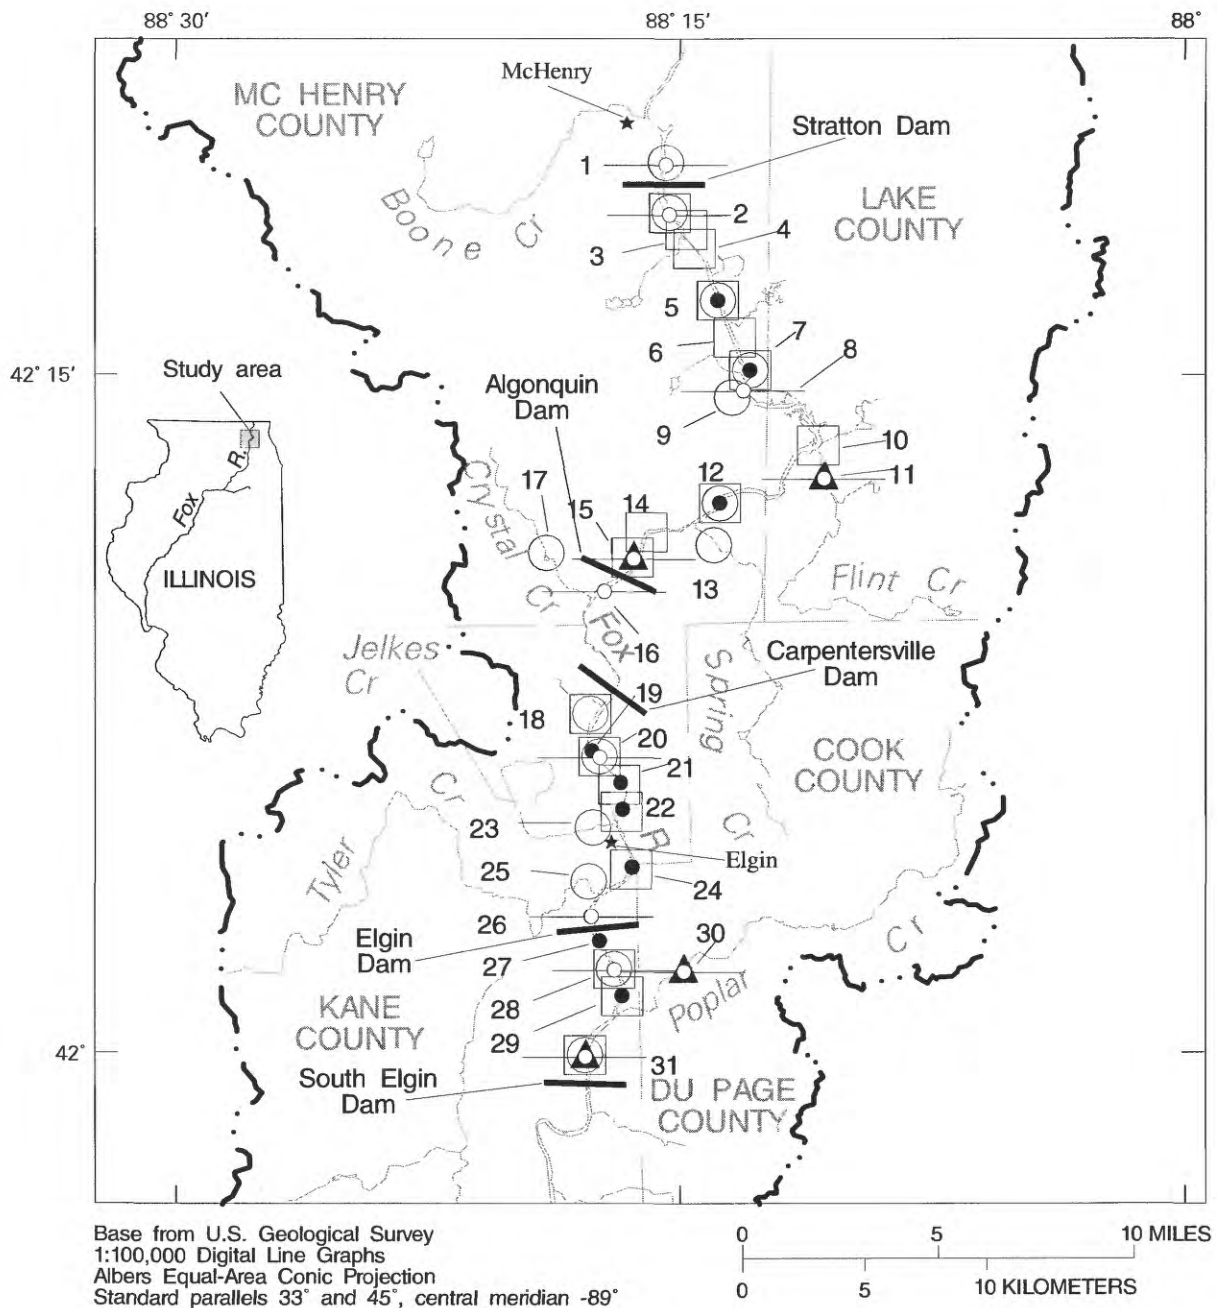 88° 30′
88° 15′
88°
McHenry
MC HENRY
COUNTY
Stratton Dam
1
LAKE
COUNTY
Boone Cr
2
4
3
5
7
6
8
42° 15′
Study area
Algonquin
Dam
9
10
R.
Fox
Crystal
Cr
17
12
11
15
14
ILLINOIS
13
Flint Cr
Fox
16
Jelkes
Cr
Spring
Cr
Carpentersville
Dam
19
18
20
COOK
COUNTY
21
Cr
22
23
R
Elgin
Tyler
25
24
26
Elgin
Dam
30
Cr
27
KANE
COUNTY
28
Poplar
29
42°
31
South Elgin
Dam
DU PAGE
COUNTY
Base from U.S. Geological Survey
1:100,000 Digital Line Graphs
Albers Equal-Area Conic Projection
Standard parallels 33° and 45°, central meridian -89°
0 5 10 MILES
0 5 10 KILOMETERS